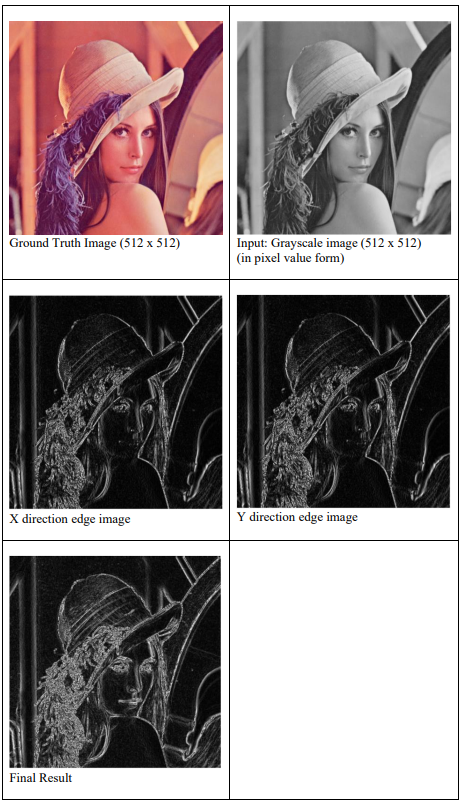 Ground Truth Image (512 x 512)
Input: Grayscale image (512 x 512)
(in pixel value form)
X direction edge image
Y direction edge image
Final Result